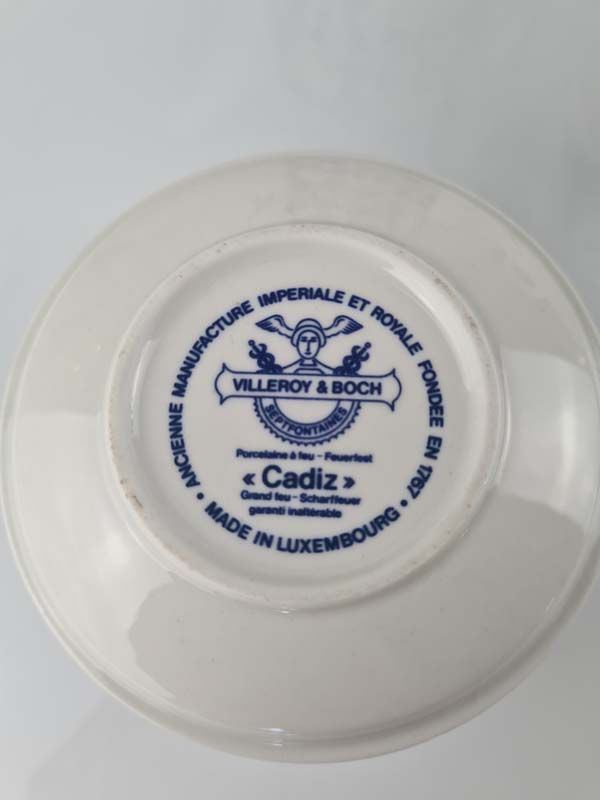 • ANCIENNE MANUFACTURE IMPERIALE ET ROYALE FONDEE EN 1767 •
VILLEROY & BOCH
SEPTFONTAINES
Porcelaine à feu - Feuerfest
« Cadiz »
Grand feu - Scharffeuer
garanti inaltérable
MADE IN LUXEMBOURG